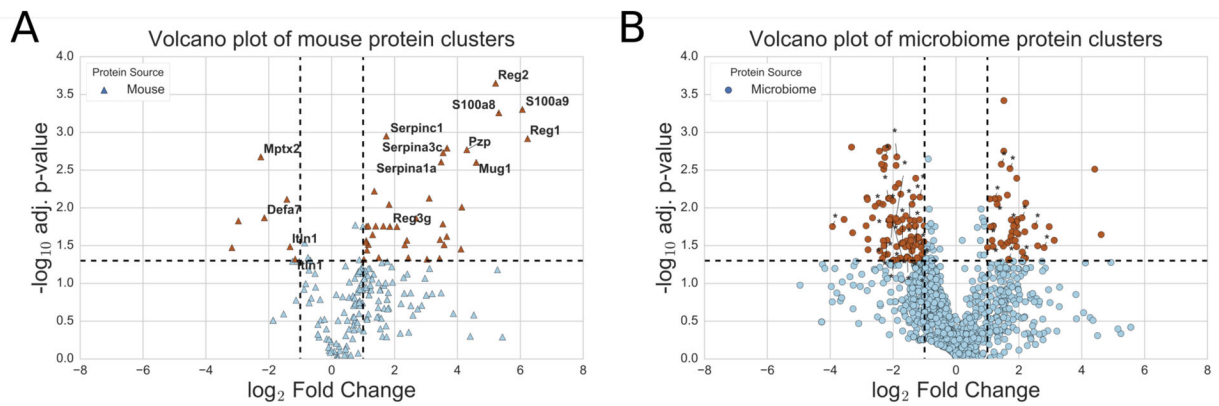 A
Volcano plot of mouse protein clusters
4.0
3.5
3.0
2.5
2.0
1.5
1.0
0.5
0.0
-log10 adj. p-value
Protein Source
Mouse
Reg2
S100a8
S100a9
Serpinc1
Reg1
Serpina3c
Pzp
Mptx2
Serpina1a
Mug1
Defa7
Reg3g
Itln1
Itln1
−8
−6
−4
−2
0
2
4
6
8
log2 Fold Change
B
Volcano plot of microbiome protein clusters
4.0
3.5
3.0
2.5
2.0
1.5
1.0
0.5
0.0
-log10 adj. p-value
Protein Source
Microbiome
−8
−6
−4
−2
0
2
4
6
8
log2 Fold Change